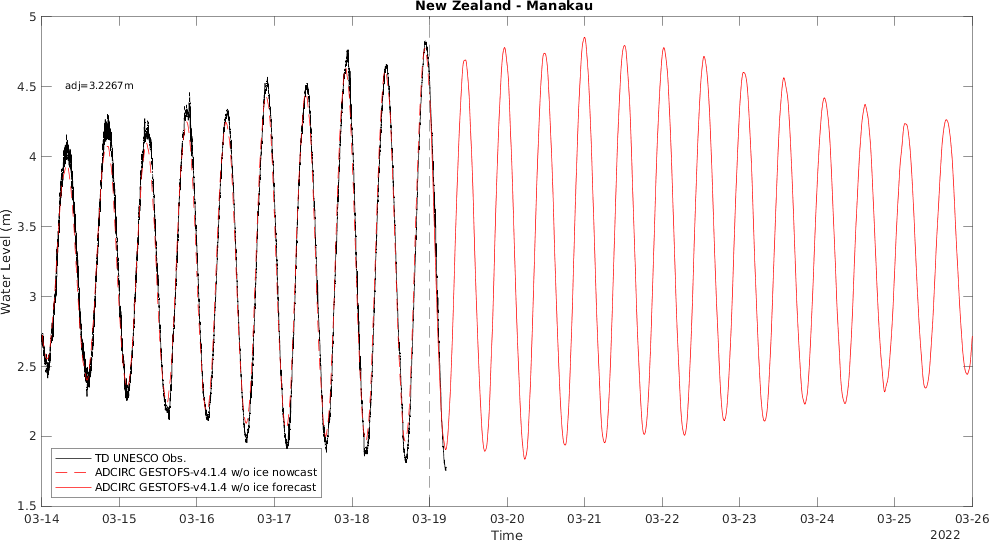 New Zealand - Manakau
5
4.5
4
3.5
3
2.5
2
1.5
Water Level (m)
adj=3.2267m
TD UNESCO Obs.
ADCIRC GESTOFS-v4.1.4 w/o ice nowcast
ADCIRC GESTOFS-v4.1.4 w/o ice forecast
03-14 03-15 03-16 03-17 03-18 03-19 03-20 03-21 03-22 03-23 03-24 03-25 03-26
Time
2022